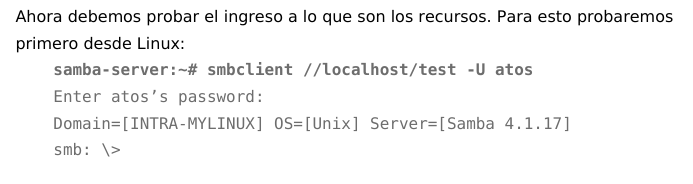 Ahora debemos probar el ingreso a lo que son los recursos. Para esto probaremos
primero desde Linux:
samba-server:~# smbclient //localhost/test -U atos
Enter atos’s password:
Domain=[INTRA-MYLINUX] OS=[Unix] Server=[Samba 4.1.17]
smb: \>